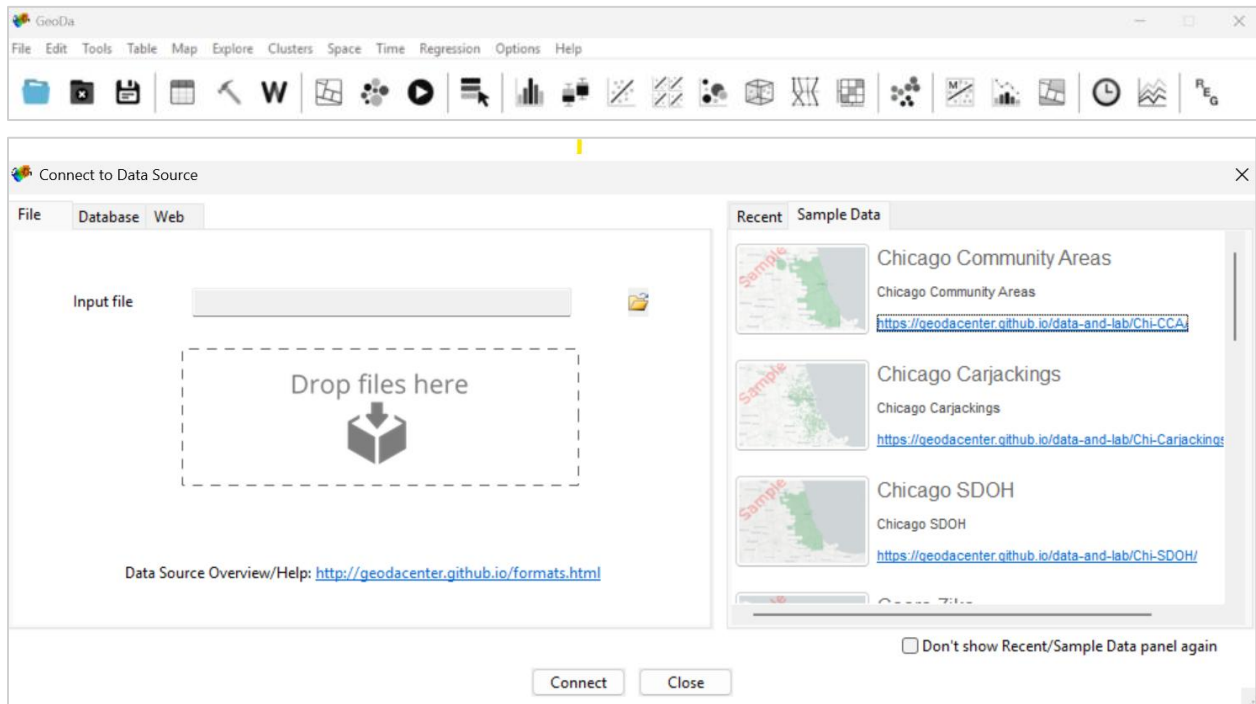 GeoDa
File Edit Tools Table Map Explore Clusters Space Time Regression Options Help
W M REG
Connect to Data Source
File Database Web
Recent Sample Data
Input file
Drop files here
Data Source Overview/Help: http://geodacenter.github.io/formats.html
Sample
Chicago Community Areas
Chicago Community Areas
https://geodacenter.github.io/data-and-lab/Chi-CCA/
Sample
Chicago Carjackings
Chicago Carjackings
https://geodacenter.github.io/data-and-lab/Chi-Carjackings
Sample
Chicago SDOH
Chicago SDOH
https://geodacenter.github.io/data-and-lab/Chi-SDOH/
Don't show Recent/Sample Data panel again
Connect Close